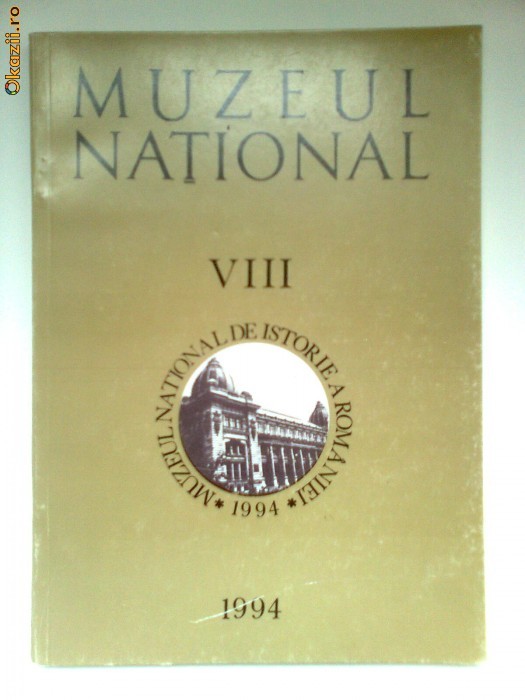 Okazii.ro
MUZEUL
NAȚIONAL
VIII
MUZEUL NAȚIONAL DE ISTORIE A ROMÂNIEI
* 1994 *
1994